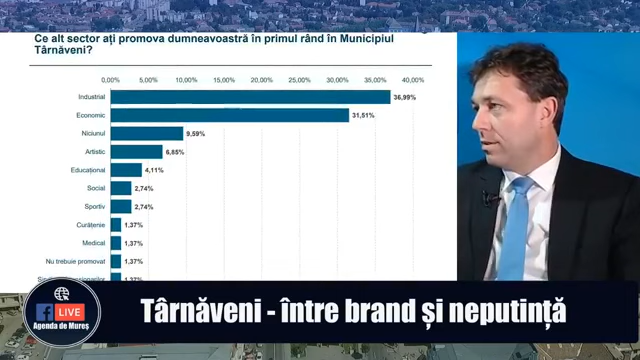 Ce alt sector ați promova dumneavoastră în primul rând în Municipiul
Târnăveni?
0,00% 5,00% 10,00% 15,00% 20,00% 25,00% 30,00% 35,00% 40,00%
Industrial 36,99%
Economic 31,51%
Niciunul 9,59%
Artistic 6,85%
Educațional 4,11%
Social 2,74%
Sportiv 2,74%
Curățenie 1,37%
Medical 1,37%
Nu trebuie promovat 1,37%
1,37%
LIVE
Agenda de Mureș
Târnăveni - între brand și neputință